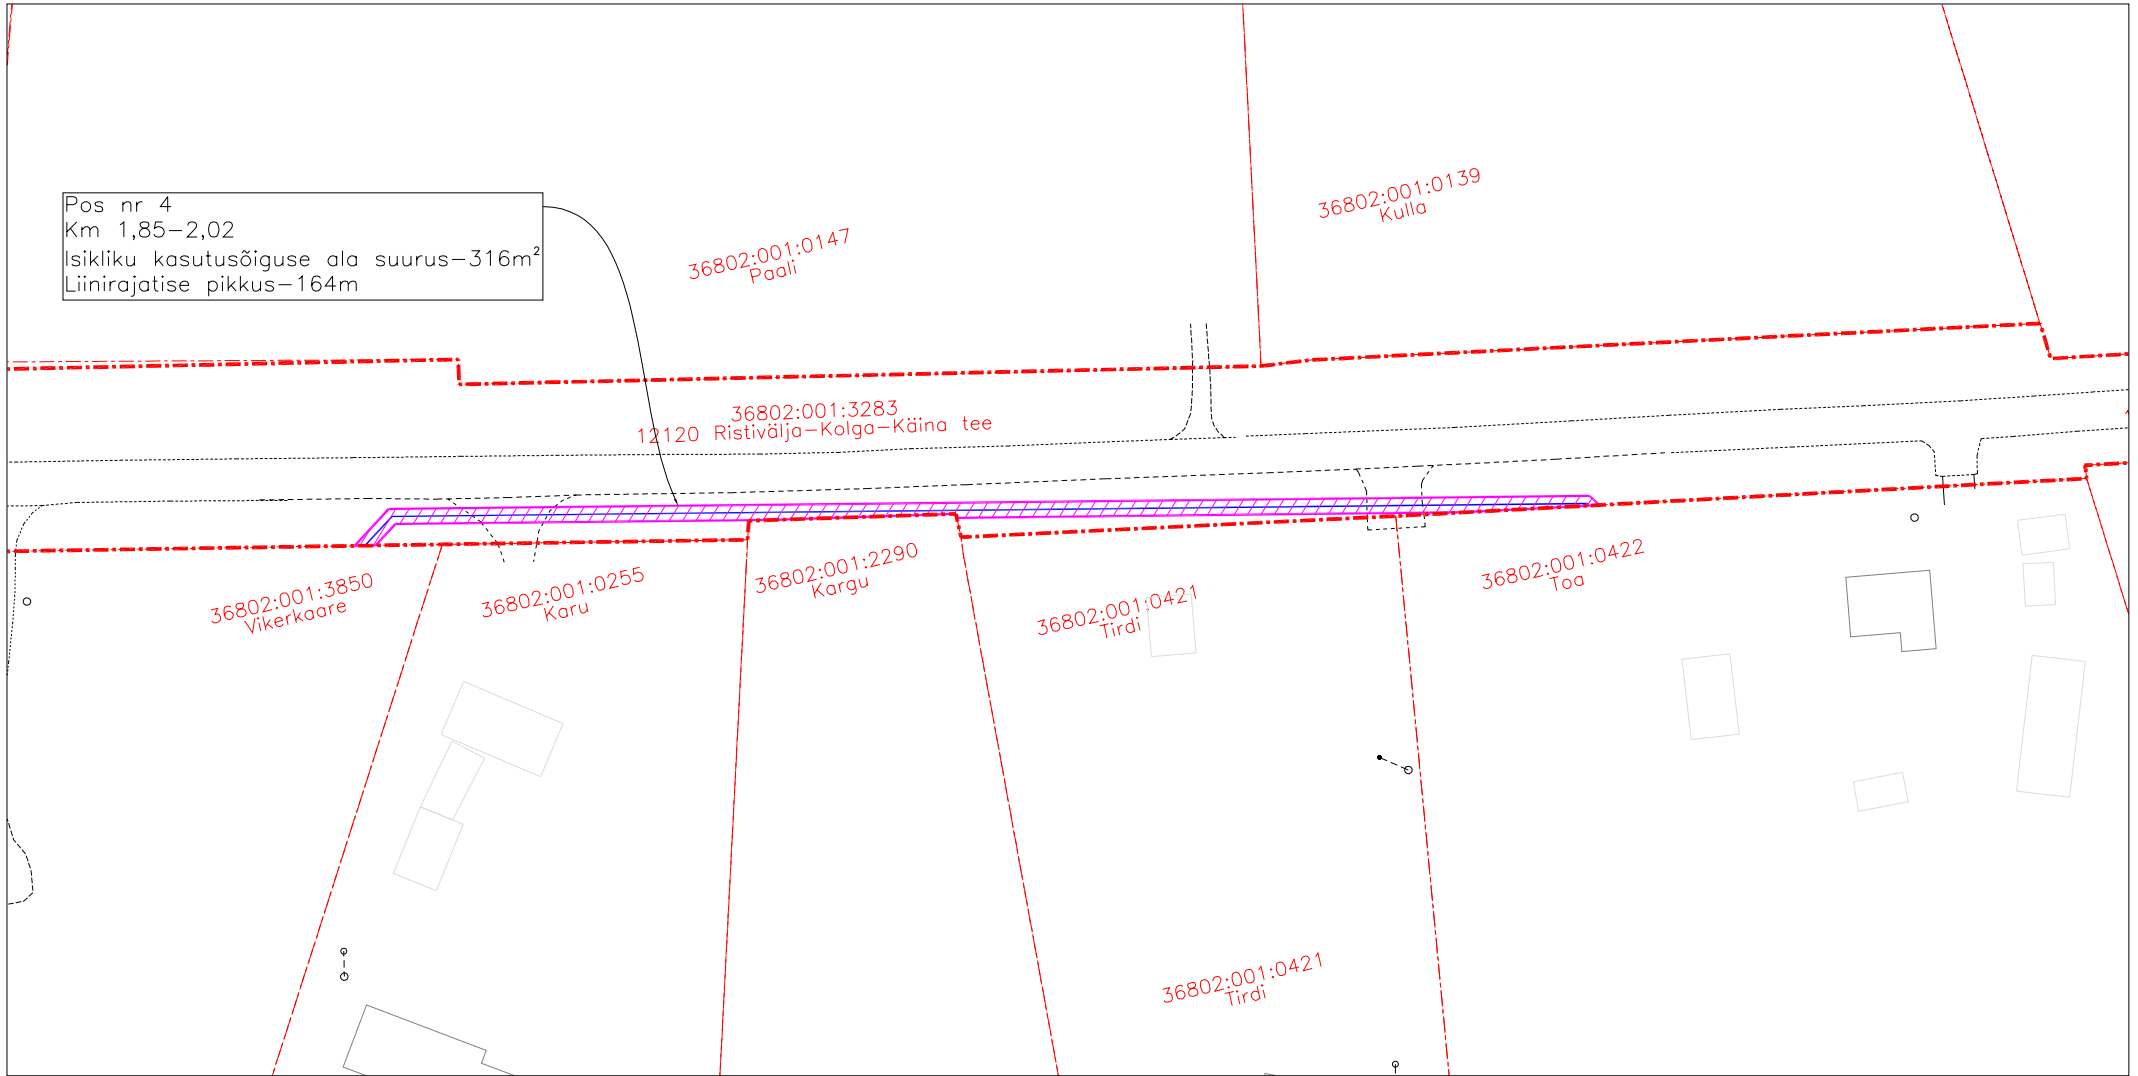 36802:001:0139
Kulla
Pos nr 4
Km 1,85-2,02
Isikliku kasutusõiguse ala suurus-316m²
Liinirajatise pikkus-164m
36802:001:0147
Paali
36802:001:3283
12120 Ristivälja-Kolga-Käina tee
36802:001:3850
Vikerkaare
36802:001:0255
Karu
36802:001:2290
Kargu
36802:001:0421
Tirdi
36802:001:0422
Toa
36802:001:0421
Tirdi